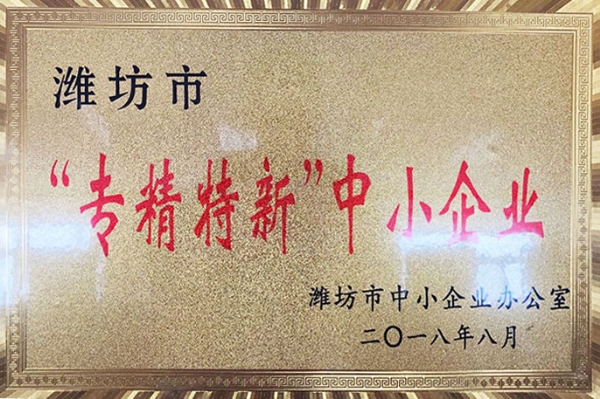 潍坊市
“专精特新”中小企业
潍坊市中小企业办公室
二〇一八年八月